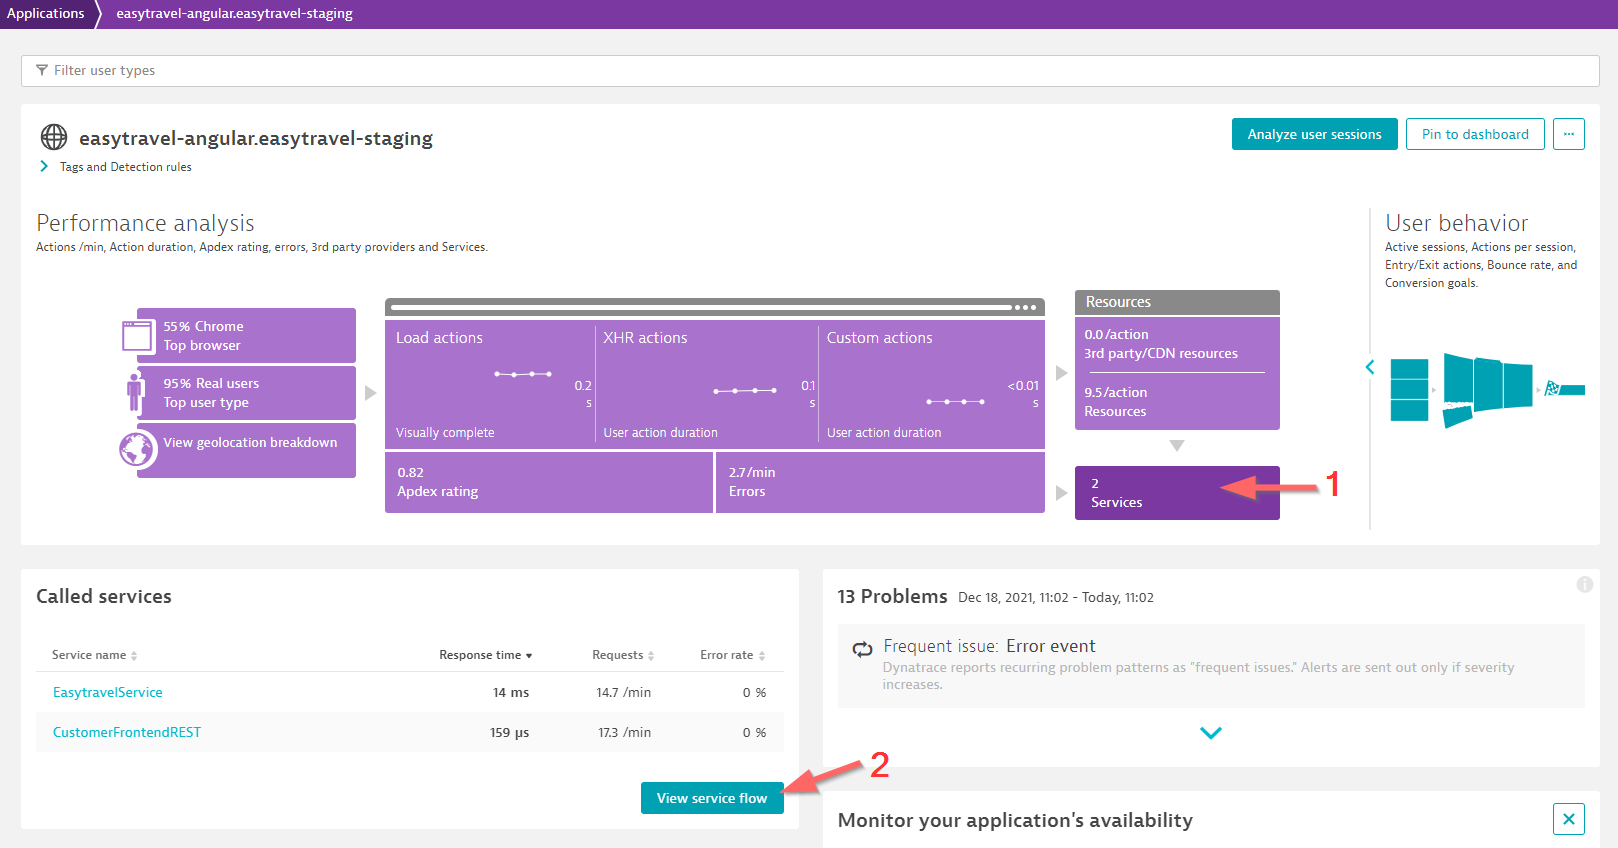 Applications
easytravel-angular.easytravel-staging
Filter user types
easytravel-angular.easytravel-staging
Analyze user sessions
Pin to dashboard
...
Tags and Detection rules
Performance analysis
Actions /min, Action duration, Apdex rating, errors, 3rd party providers and Services.
User behavior
Active sessions, Actions per session,
Entry/Exit actions, Bounce rate, and
Conversion goals.
55% Chrome
Top browser
95% Real users
Top user type
View geolocation breakdown
Load actions
0.2
s
Visually complete
XHR actions
0.1
s
User action duration
Custom actions
<0.01
s
User action duration
0.82
Apdex rating
2.7/min
Errors
Resources
0.0/action
3rd party/CDN resources
9.5/action
Resources
2
Services
1
Called services
Service name
Response time
Requests
Error rate
EasytravelService
14 ms
14.7 /min
0 %
CustomerFrontendREST
159 µs
17.3 /min
0 %
View service flow
2
13 Problems
Dec 18, 2021, 11:02 - Today, 11:02
Frequent issue: Error event
Dynatrace reports recurring problem patterns as "frequent issues." Alerts are sent out only if severity
increases.
Monitor your application's availability